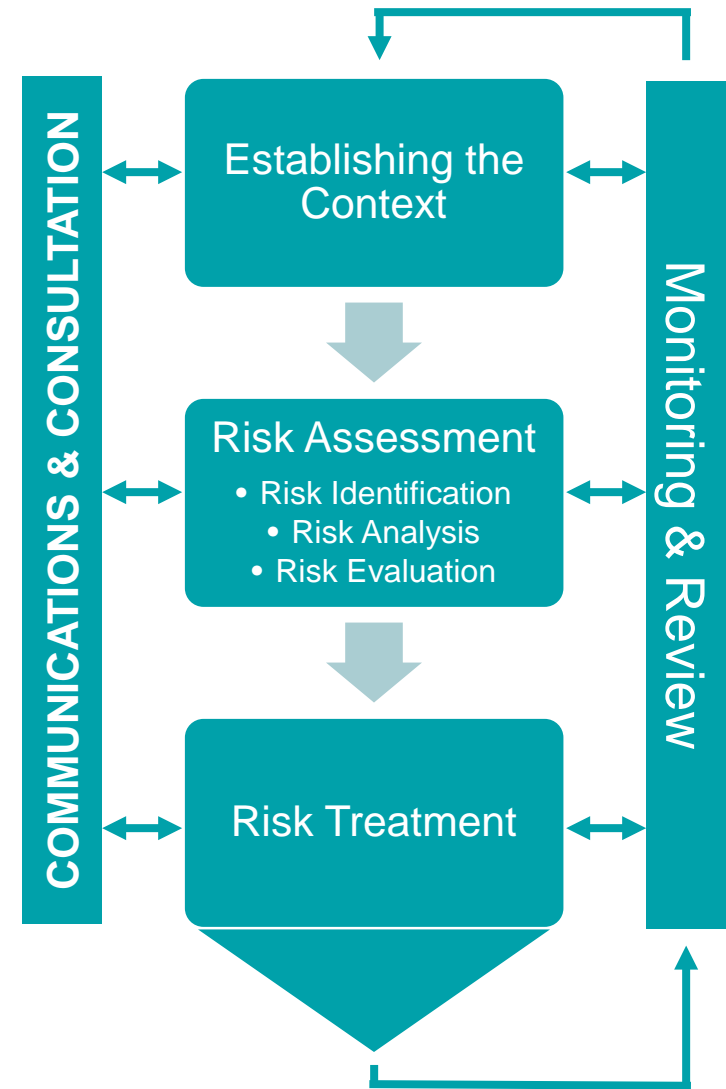 COMMUNICATIONS & CONSULTATION
Establishing the
Context
Risk Assessment
• Risk Identification
• Risk Analysis
• Risk Evaluation
Risk Treatment
Monitoring & Review